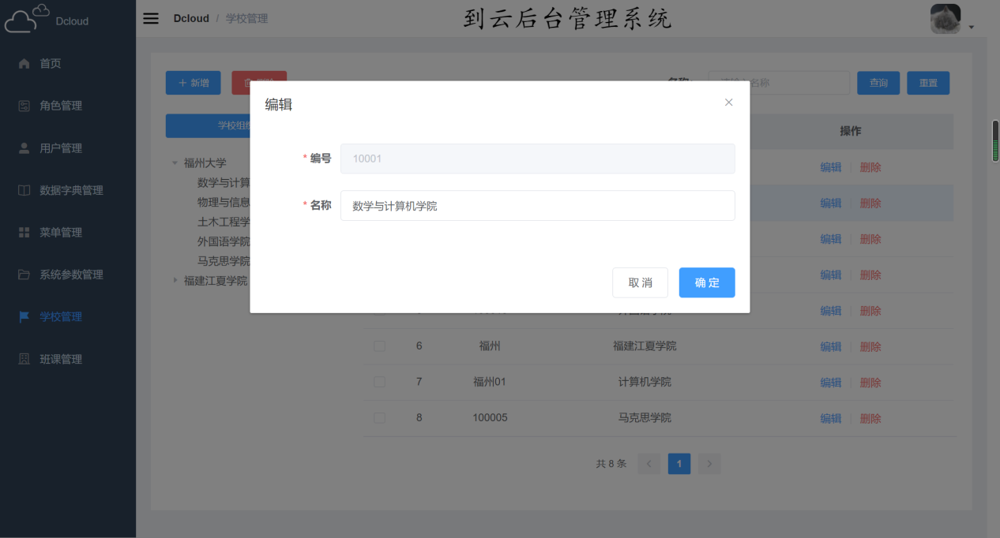 Dcloud
Dcloud / 学校管理
到云后台管理系统
首页
角色管理
用户管理
数据字典管理
菜单管理
系统参数管理
学校管理
班课管理
+ 新增
查询
重置
学校组
操作
福州大学
数学与计算
物理与信息
土木工程学
外国语学院
马克思学院
福建江夏学院
编辑
* 编号 10001
* 名称 数学与计算机学院
取 消
确 定
编辑 删除
编辑 删除
编辑 删除
编辑 删除
编辑 删除
6 福州 福建江夏学院 编辑 删除
7 福州01 计算机学院 编辑 删除
8 100005 马克思学院 编辑 删除
共 8 条 < 1 >